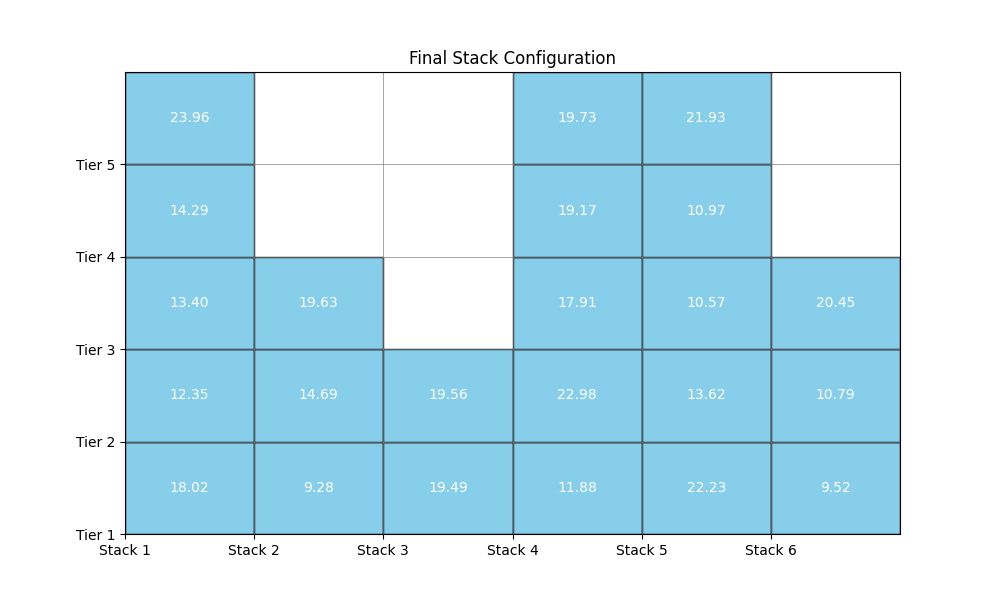 Final Stack Configuration
23.96 19.73 21.93
Tier 5
14.29 19.17 10.97
Tier 4
13.40 19.63 17.91 10.57 20.45
Tier 3
12.35 14.69 19.56 22.98 13.62 10.79
Tier 2
18.02 9.28 19.49 11.88 22.23 9.52
Tier 1
Stack 1 Stack 2 Stack 3 Stack 4 Stack 5 Stack 6